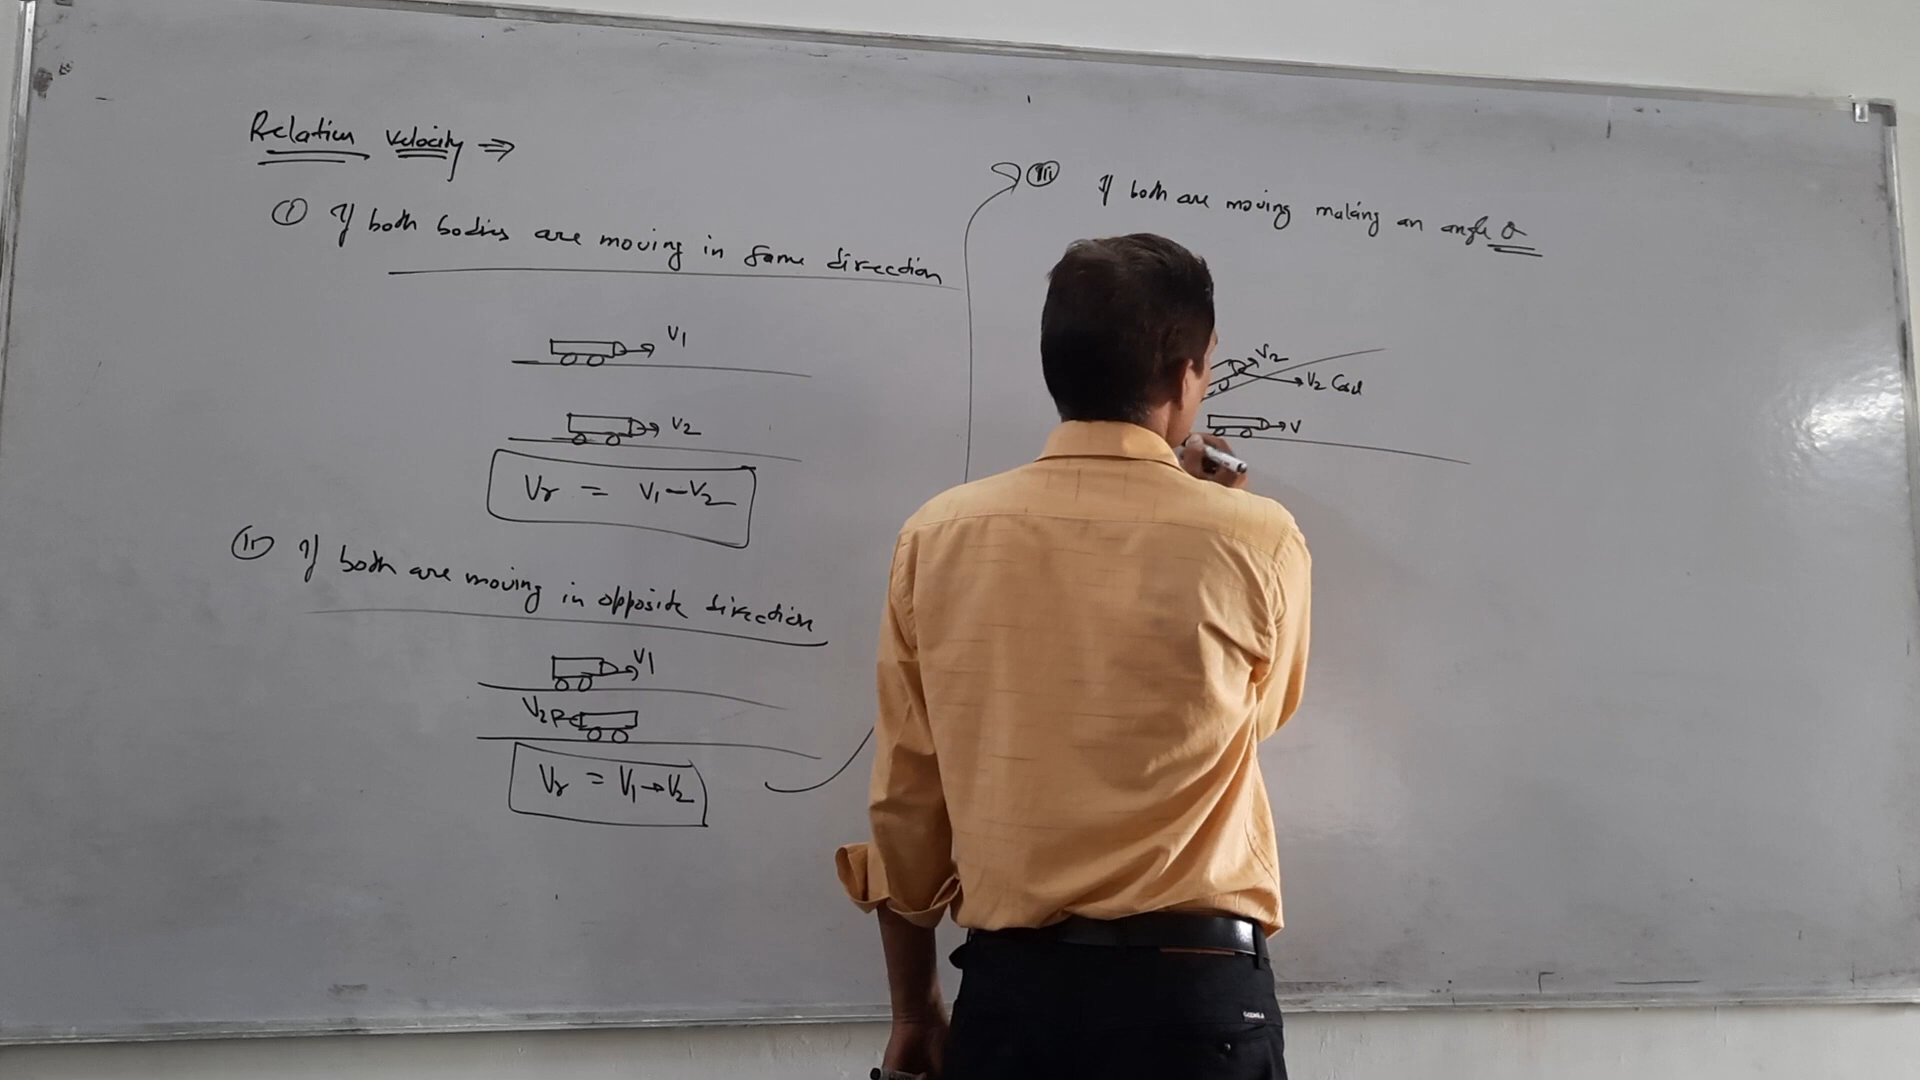 Relative velocity ⇒
(i) If both bodies are moving in same direction
V1
V2
Vr = V1 - V2
(ii) If both are moving in opposite direction
V1
V2
Vr = V1 + V2
(iii) If both are moving making an angle θ
V2
V2 Cosθ
V